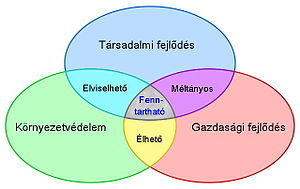 Társadalmi fejlődés
Elviselhető
Méltányos
Fenn-
tartható
Környezetvédelem
Gazdasági fejlődés
Élhető